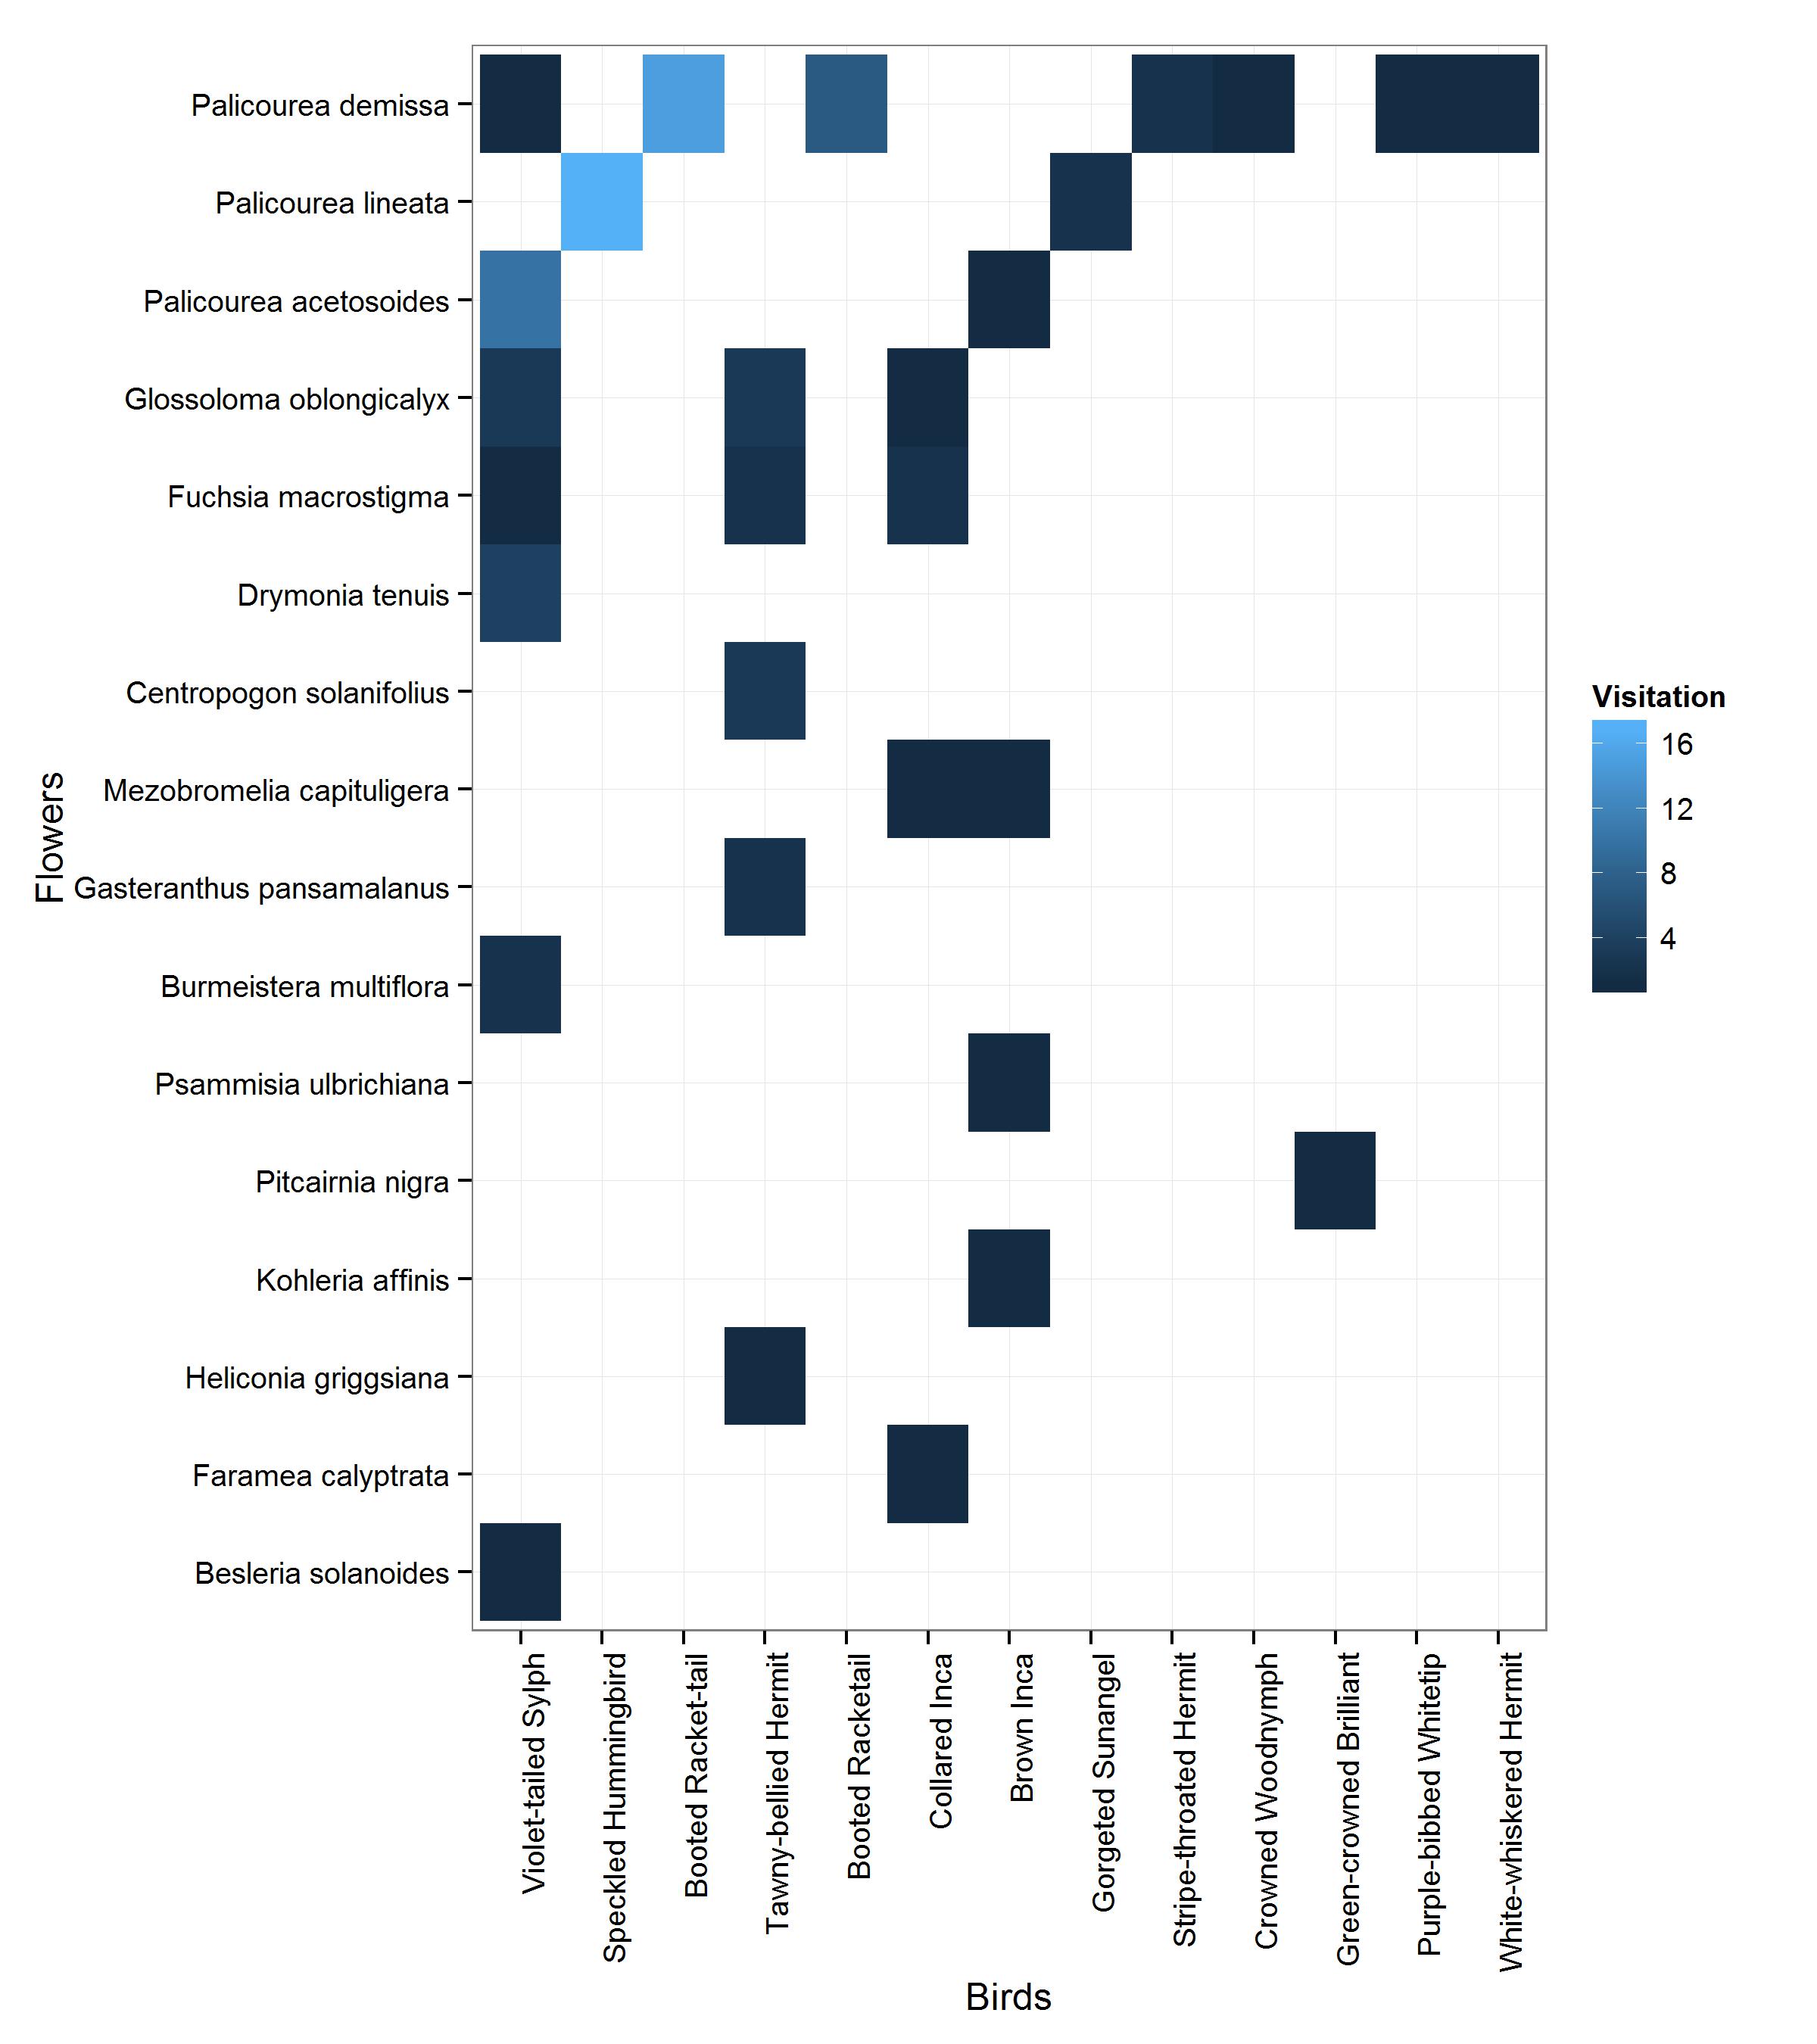 Palicourea demissa
Palicourea lineata
Palicourea acetosoides
Glossoloma oblongicalyx
Fuchsia macrostigma
Drymonia tenuis
Centropogon solanifolius
Mezobromelia capituligera
Gasteranthus pansamalanus
Burmeistera multiflora
Psammisia ulbrichiana
Pitcairnia nigra
Kohleria affinis
Heliconia griggsiana
Faramea calyptrata
Besleria solanoides
Flowers
Violet-tailed Sylph
Speckled Hummingbird
Booted Racket-tail
Tawny-bellied Hermit
Booted Racketail
Collared Inca
Brown Inca
Gorgeted Sunangel
Stripe-throated Hermit
Crowned Woodnymph
Green-crowned Brilliant
Purple-bibbed Whitetip
White-whiskered Hermit
Birds
Visitation
16
12
8
4